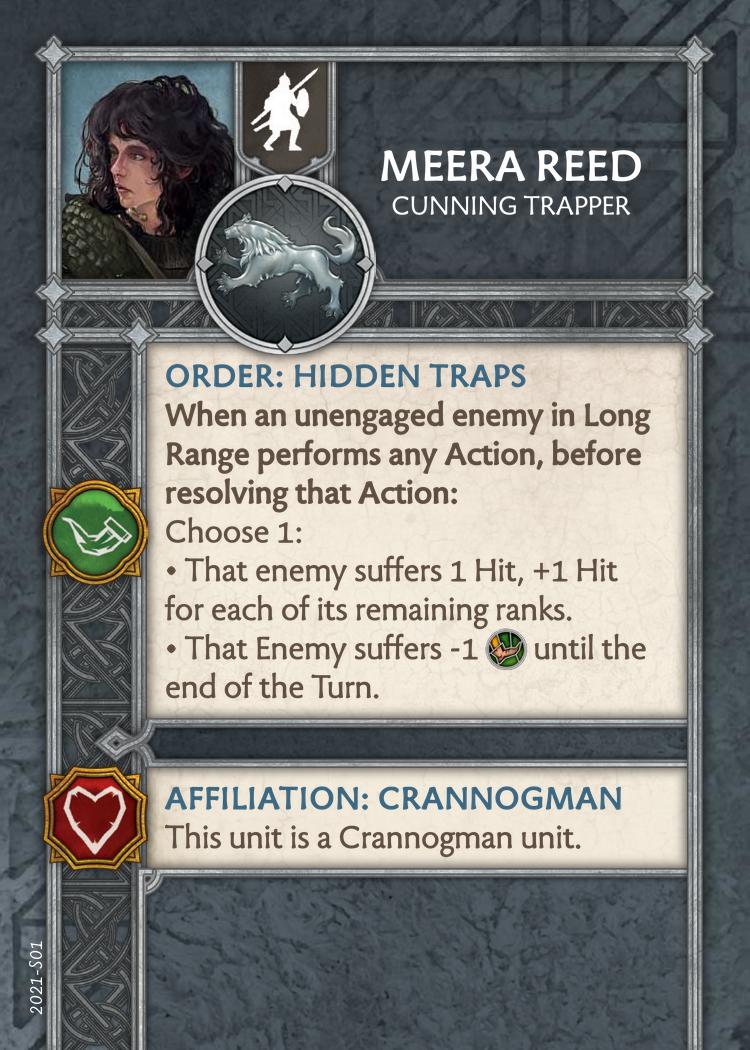 MEERA REED
CUNNING TRAPPER
ORDER: HIDDEN TRAPS
When an unengaged enemy in Long
Range performs any Action, before
resolving that Action:
Choose 1:
• That enemy suffers 1 Hit, +1 Hit
for each of its remaining ranks.
• That Enemy suffers -1 until the
end of the Turn.
AFFILIATION: CRANNOGMAN
This unit is a Crannogman unit.
2021-S01